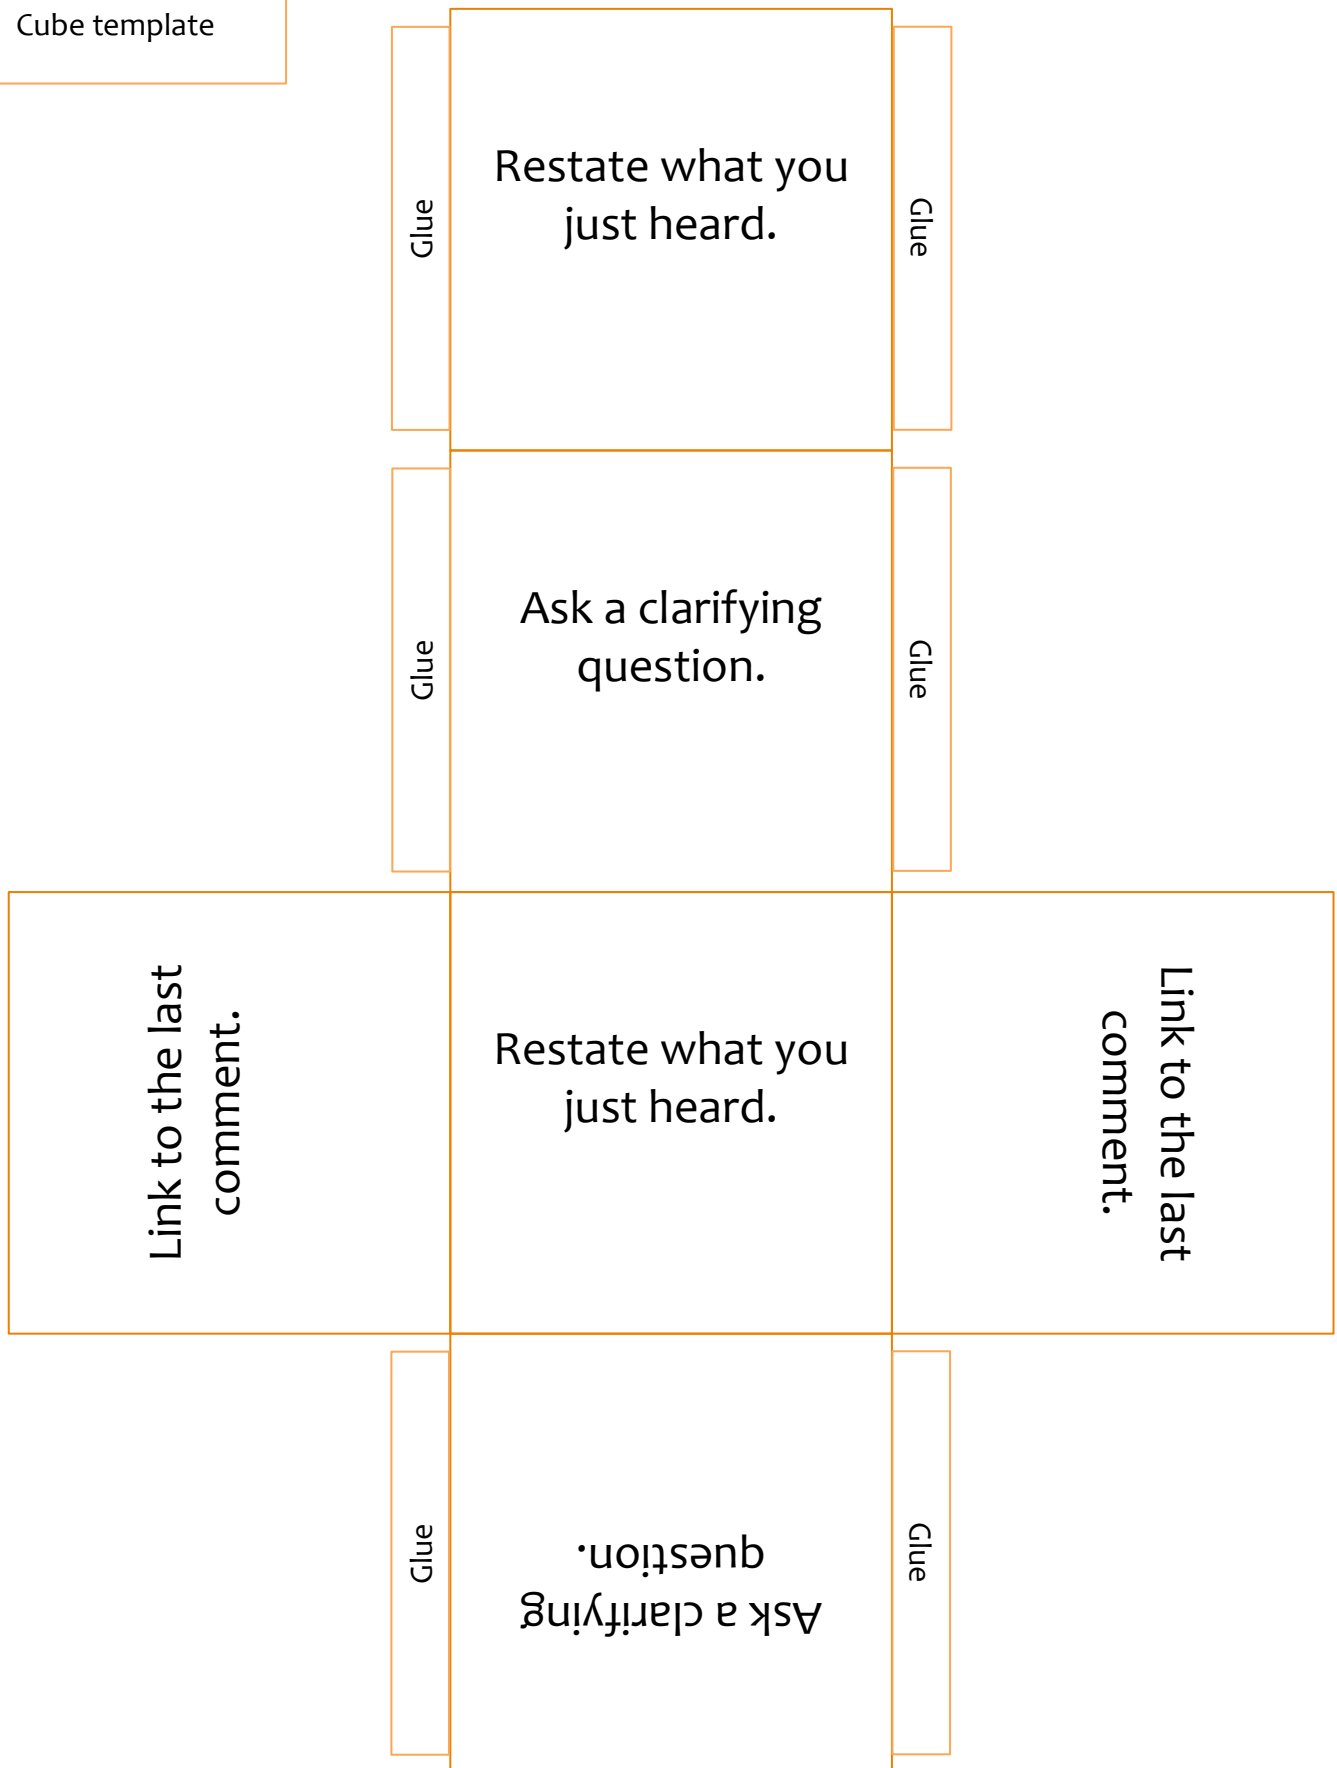 Cube template
Restate what you
just heard.
Glue
Glue
Ask a clarifying
question.
Glue
Glue
Link to the last
comment.
Restate what you
just heard.
Link to the last
comment.
Glue
Ask a clarifying
question.
Glue